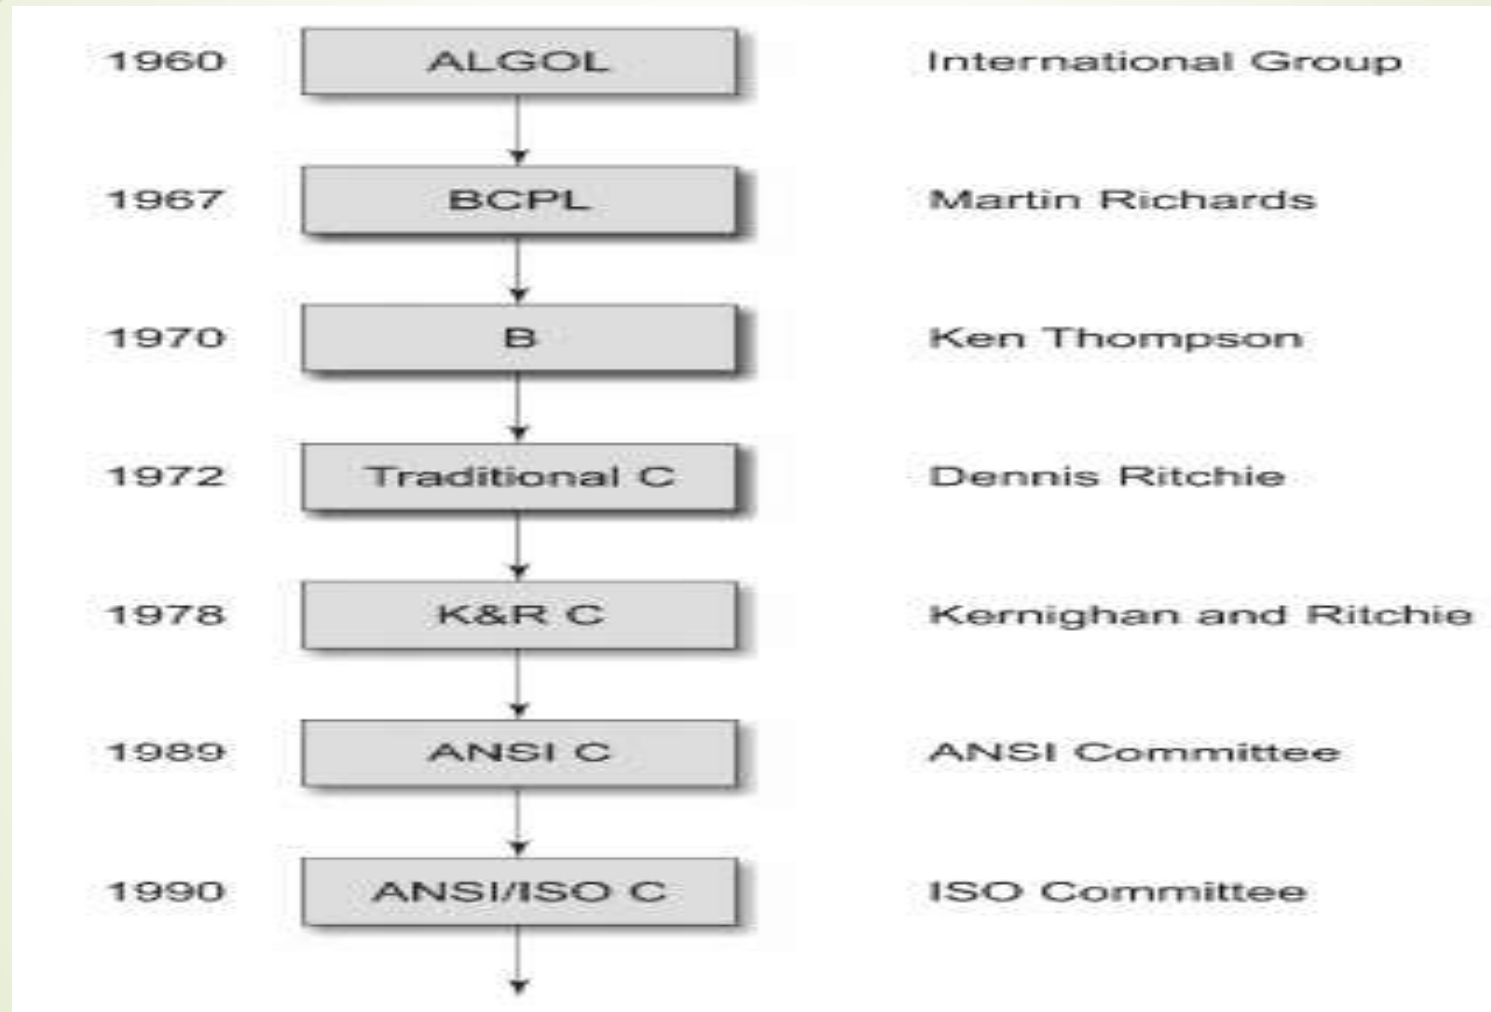 1960 ALGOL International Group
1967 BCPL Martin Richards
1970 B Ken Thompson
1972 Traditional C Dennis Ritchie
1978 K&R C Kernighan and Ritchie
1989 ANSI C ANSI Committee
1990 ANSI/ISO C ISO Committee